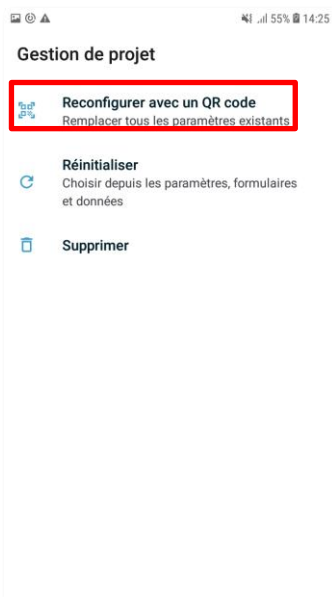 55% 14:25
Gestion de projet
Reconfigurer avec un QR code
Remplacer tous les paramètres existants
Réinitialiser
Choisir depuis les paramètres, formulaires
et données
Supprimer